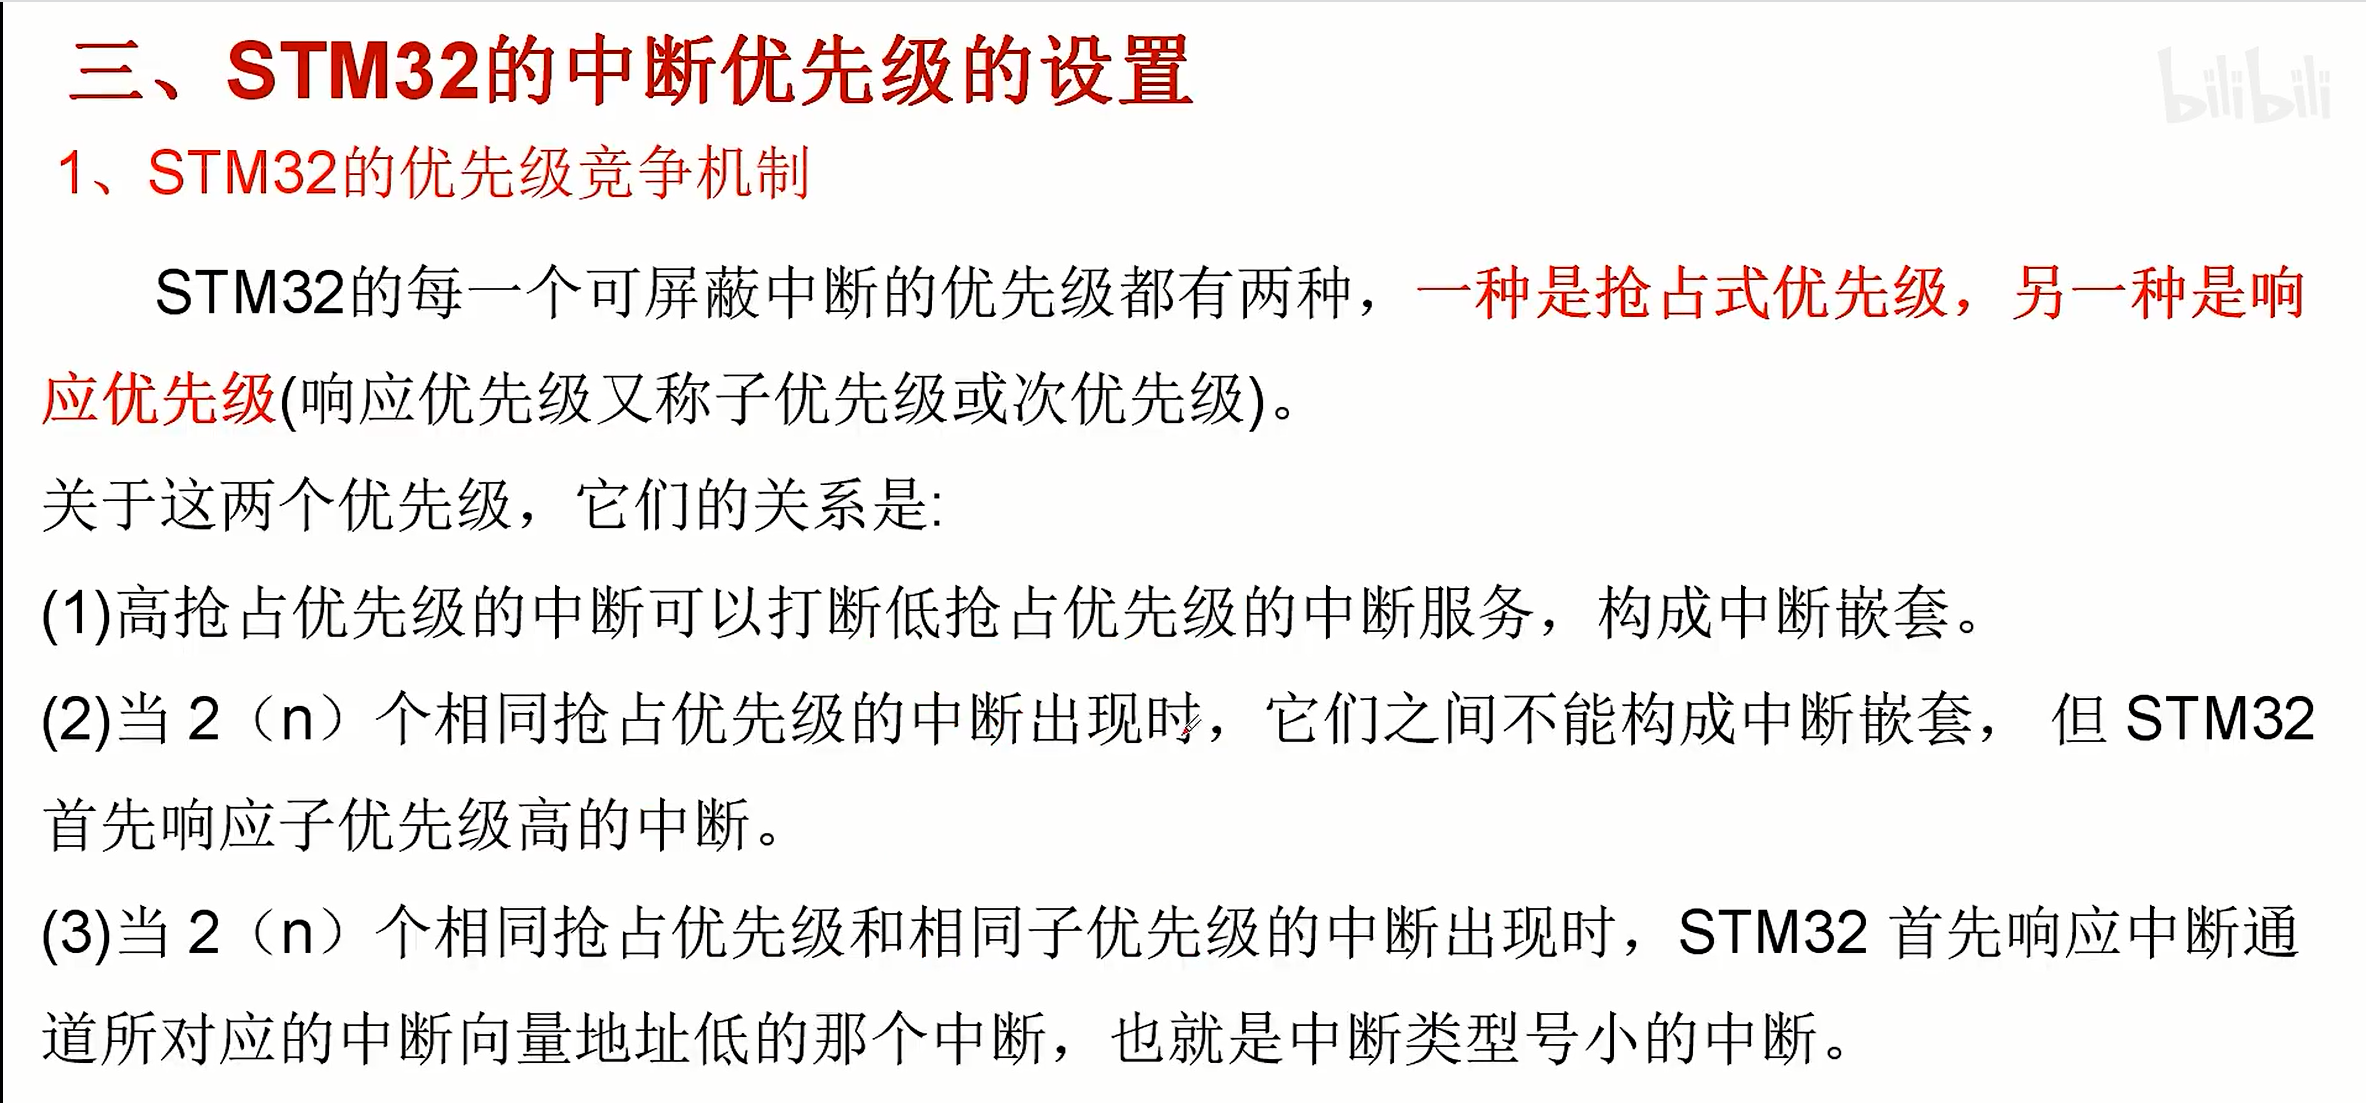 三、STM32的中断优先级的设置
bilibili
1、STM32的优先级竞争机制
STM32的每一个可屏蔽中断的优先级都有两种，一种是抢占式优先级，另一种是响
应优先级(响应优先级又称子优先级或次优先级)。
关于这两个优先级，它们的关系是:
(1)高抢占优先级的中断可以打断低抢占优先级的中断服务，构成中断嵌套。
(2)当 2（n）个相同抢占优先级的中断出现时，它们之间不能构成中断嵌套， 但 STM32
首先响应子优先级高的中断。
(3)当 2（n）个相同抢占优先级和相同子优先级的中断出现时，STM32 首先响应中断通
道所对应的中断向量地址低的那个中断，也就是中断类型号小的中断。